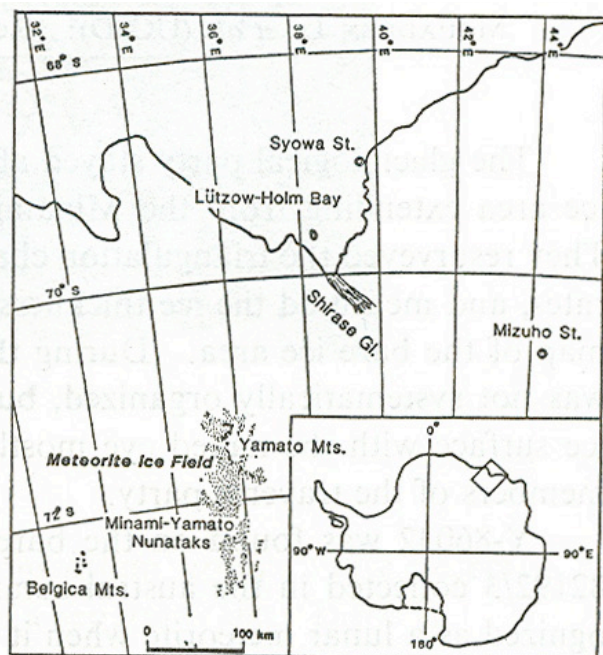 32°E
34°E
36°E
38°E
40°E
42°E
44°E
68°S
Syowa St.
Lützow-Holm Bay
70°S
Shirase Gl.
Mizuho St.
Yamato Mts.
Meteorite Ice Field
72°S
Minami-Yamato
Nunataks
Belgica Mts.
0 100 km
0°
90°W
90°E
180°